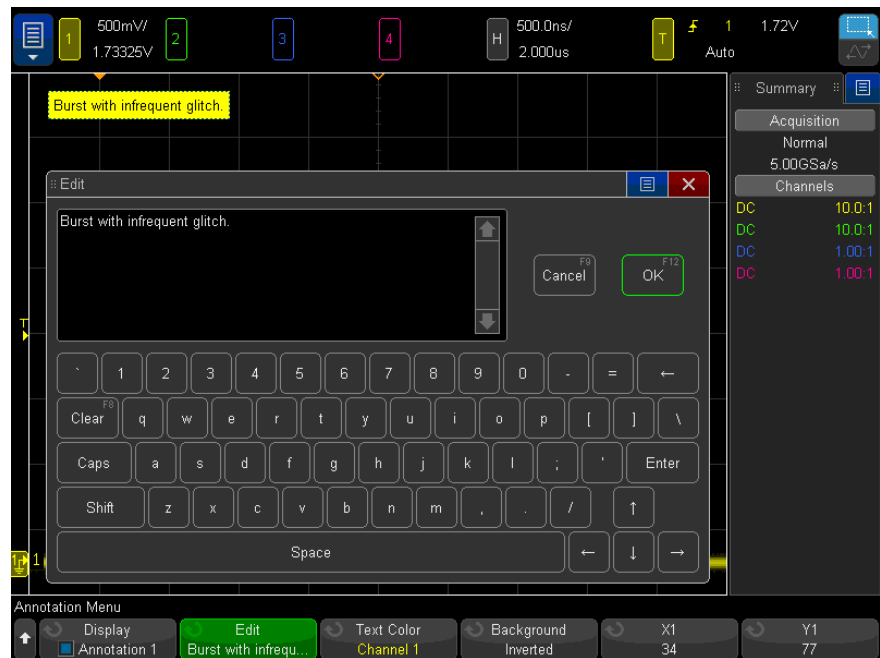 500mV/
1
1.73325V
2
3
4
H
500.0ns/
2.000us
T
1
1.72V
Auto
Burst with infrequent glitch.
Summary
Acquisition
Normal
5.00GSa/s
Channels
DC 10.0:1
DC 10.0:1
DC 1.00:1
DC 1.00:1
Edit
Burst with infrequent glitch.
Cancel F9
OK F12
T
` 1 2 3 4 5 6 7 8 9 0 - = ←
Clear F8 q w e r t y u i o p [ ] \
Caps a s d f g h j k l ; ' Enter
Shift z x c v b n m , . / ↑
Space ← ↓ →
1 1
Annotation Menu
Display Edit Text Color Background X1 Y1
Annotation 1 Burst with infrequ... Channel 1 Inverted 34 77